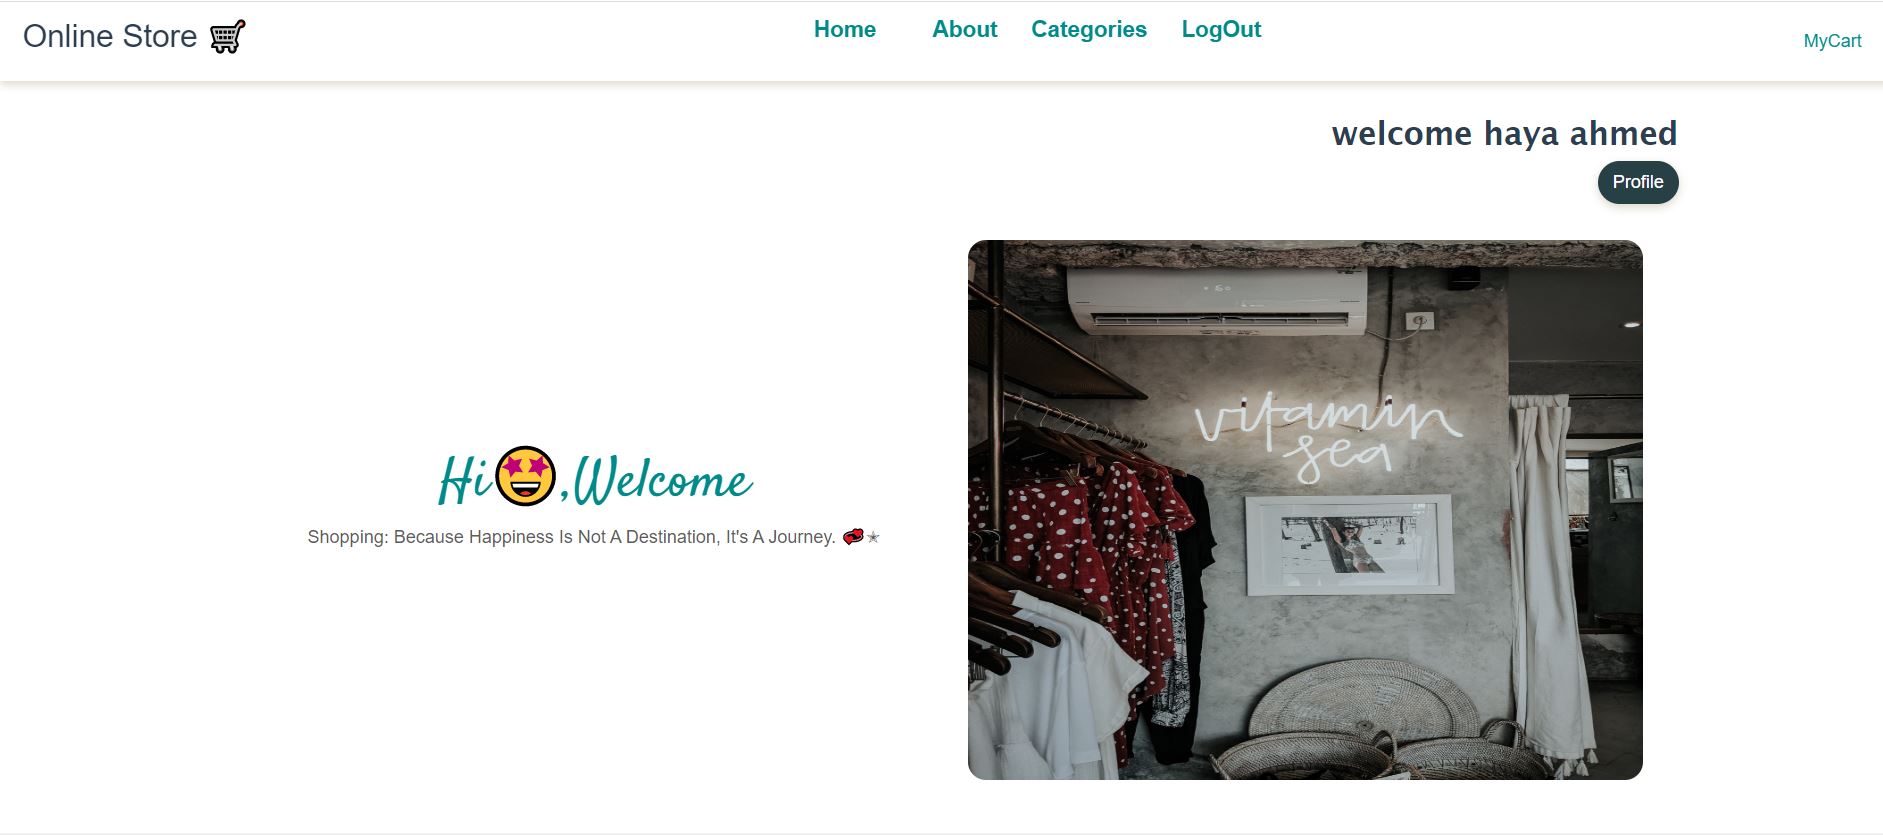 Online Store 🛒
Home About Categories LogOut
MyCart
welcome haya ahmed
Profile
vitamin
sea
Hi🤩,Welcome
Shopping: Because Happiness Is Not A Destination, It's A Journey. 💞⭐